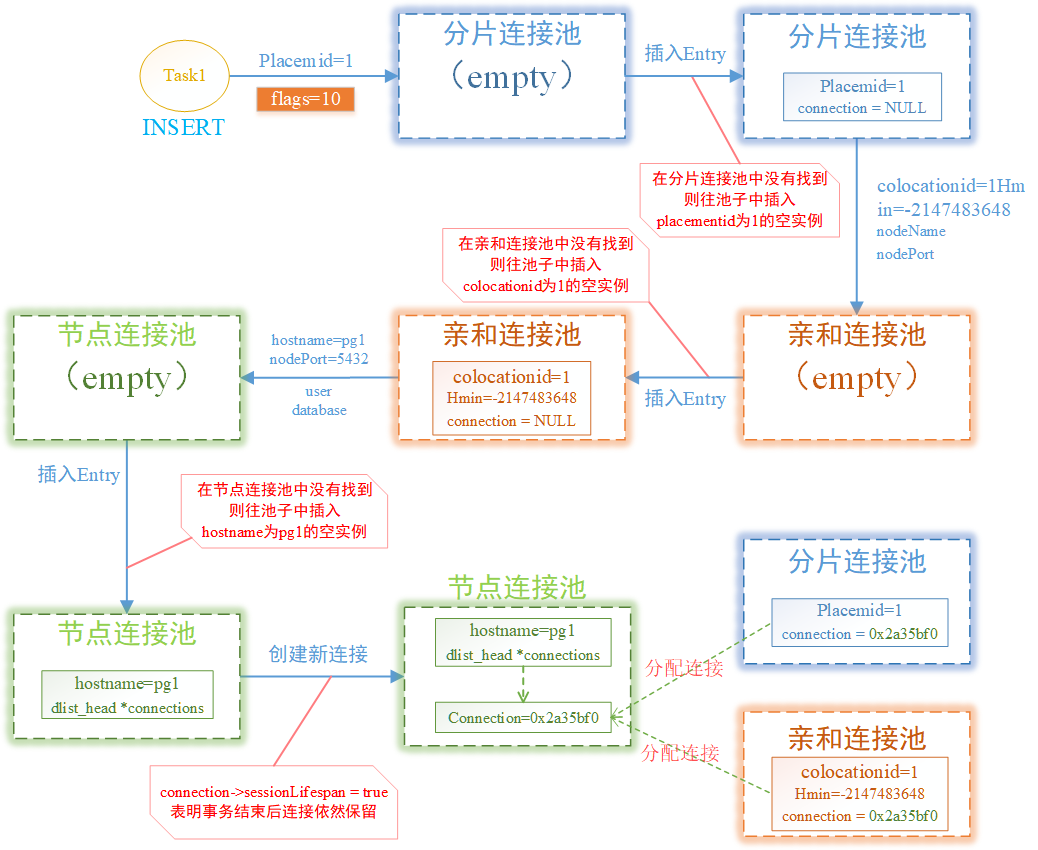 Task1
INSERT
Placemid=1
flags=10
分片连接池
（empty）
插入Entry
分片连接池
Placemid=1
connection = NULL
在分片连接池中没有找到
则往池子中插入
placementid为1的空实例
colocationid=1Hm
in=-2147483648
nodeName
nodePort
在亲和连接池中没有找到
则往池子中插入
colocationid为1的空实例
节点连接池
（empty）
hostname=pg1
nodePort=5432
user
database
亲和连接池
colocationid=1
Hmin=-2147483648
connection = NULL
插入Entry
亲和连接池
（empty）
插入Entry
在节点连接池中没有找到
则往池子中插入
hostname为pg1的空实例
节点连接池
hostname=pg1
dlist_head *connections
创建新连接
connection->sessionLifespan = true
表明事务结束后连接依然保留
节点连接池
hostname=pg1
dlist_head *connections
Connection=0x2a35bf0
分配连接
分配连接
分片连接池
Placemid=1
connection = 0x2a35bf0
亲和连接池
colocationid=1
Hmin=-2147483648
connection = 0x2a35bf0